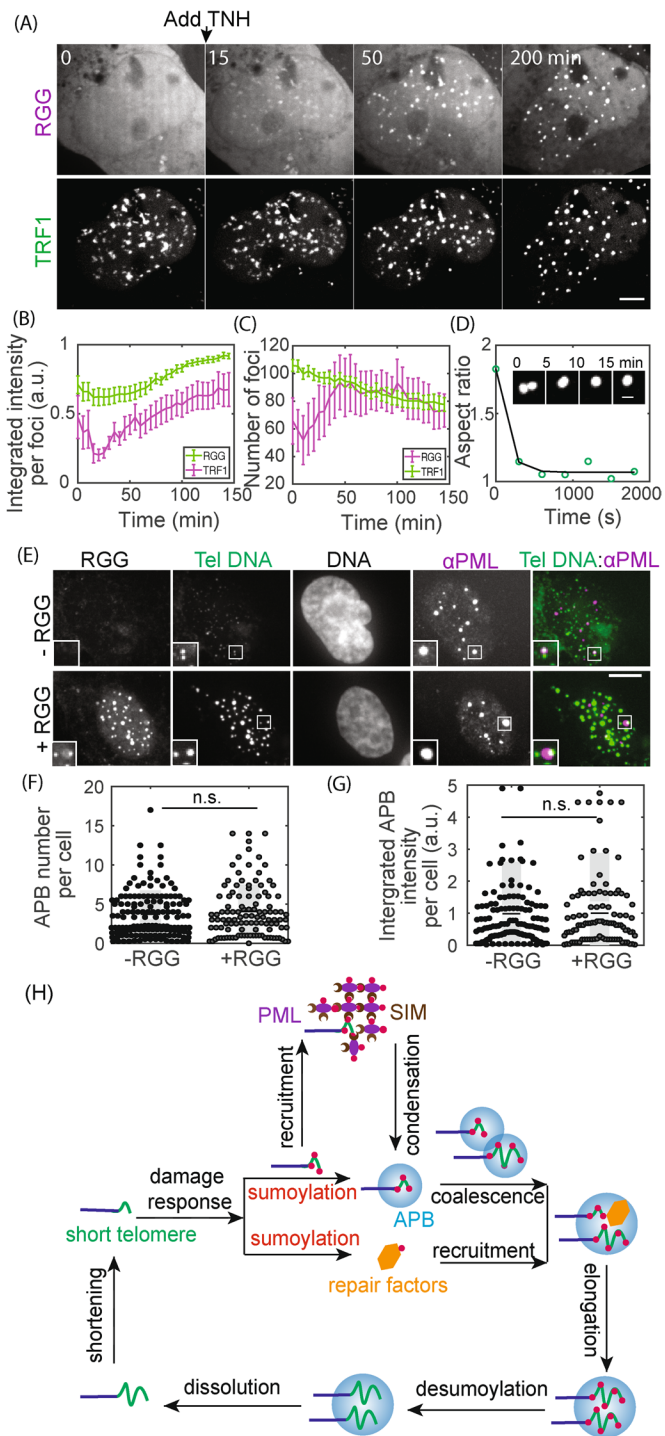 (A)
Add TNH
0
15
50
200 min
RGG
TRF1
(B)
Integrated intensity
per foci (a.u.)
1
0.5
0
RGG
TRF1
0
50
100
150
Time (min)
(C)
Number of foci
120
100
80
60
40
20
0
RGG
TRF1
0
50
100
150
Time (min)
(D)
Aspect ratio
2
1.5
1
0
5
10
15 min
0
2000
4000
Time (s)
(E)
RGG
Tel DNA
DNA
αPML
Tel DNA:αPML
- RGG
+ RGG
(F)
APB number
per cell
20
15
10
5
0
n.s.
-RGG
+RGG
(G)
Intergrated APB
intensity
per cell (a.u.)
5
4
3
2
1
0
n.s.
-RGG
+RGG
(H)
PML
SIM
recruitment
condensation
damage
response
sumoylation
APB
coalescence
short telomere
sumoylation
repair factors
recruitment
shortening
elongation
dissolution
desumoylation